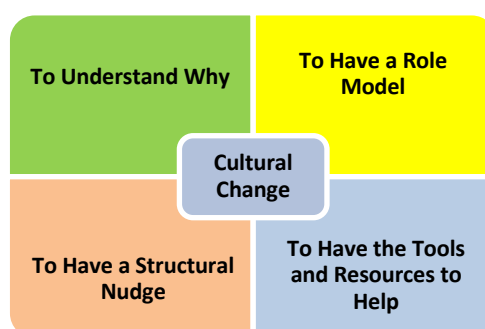 To Understand Why
To Have a Role
Model
Cultural
Change
To Have a Structural
Nudge
To Have the Tools
and Resources to
Help